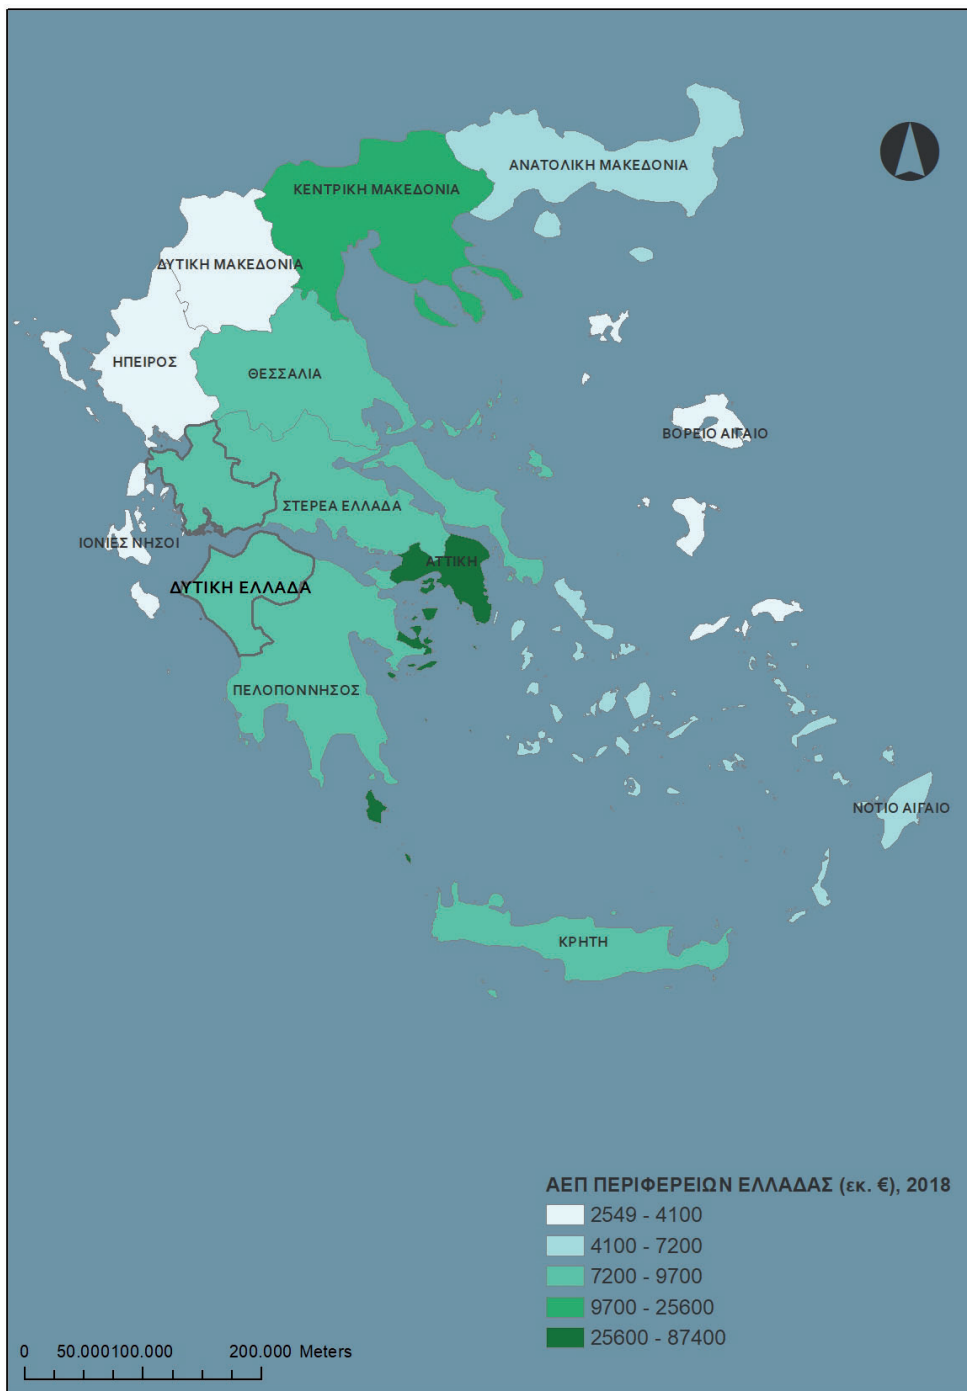 ΑΝΑΤΟΛΙΚΗ ΜΑΚΕΔΟΝΙΑ
ΚΕΝΤΡΙΚΗ ΜΑΚΕΔΟΝΙΑ
ΔΥΤΙΚΗ ΜΑΚΕΔΟΝΙΑ
ΗΠΕΙΡΟΣ
ΘΕΣΣΑΛΙΑ
ΒΟΡΕΙΟ ΑΙΓΑΙΟ
ΣΤΕΡΕΑ ΕΛΛΑΔΑ
ΙΟΝΙΕΣ ΝΗΣΟΙ
ΑΤΤΙΚΗ
ΔΥΤΙΚΗ ΕΛΛΑΔΑ
ΠΕΛΟΠΟΝΝΗΣΟΣ
ΝΟΤΙΟ ΑΙΓΑΙΟ
ΚΡΗΤΗ
ΑΕΠ ΠΕΡΙΦΕΡΕΙΩΝ ΕΛΛΑΔΑΣ (εκ. €), 2018
2549 - 4100
4100 - 7200
7200 - 9700
9700 - 25600
25600 - 87400
0 50.000 100.000 200.000 Meters